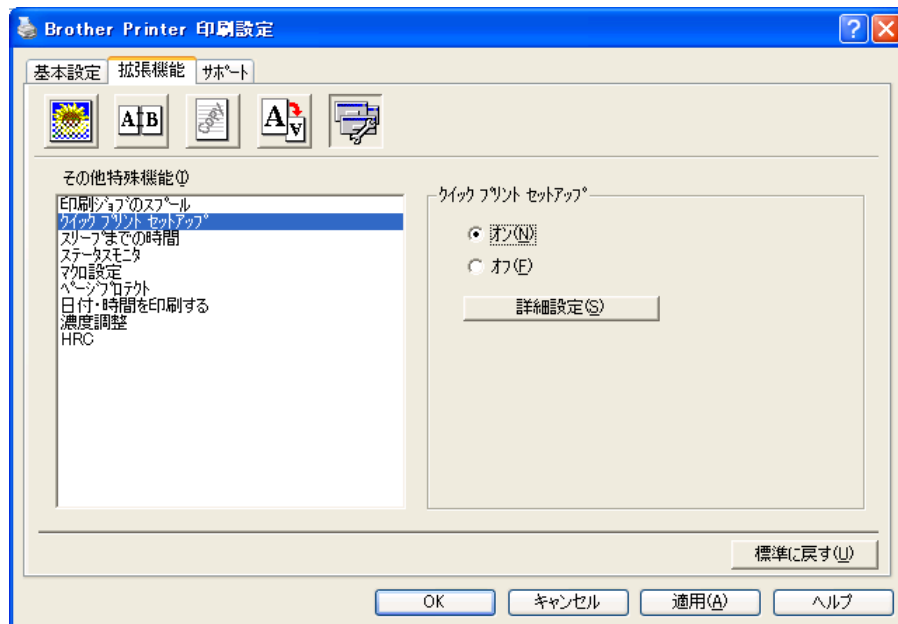 Brother Printer 印刷設定
基本設定 拡張機能 ｻﾎﾟｰﾄ
A B A A
その他特殊機能(I)
印刷ｼﾞｮﾌﾞのｽﾌﾟｰﾙ
ｸｲｯｸ ﾌﾟﾘﾝﾄ ｾｯﾄｱｯﾌﾟ
ｽﾘｰﾌﾟまでの時間
ｽﾃｰﾀｽﾓﾆﾀ
ﾏｸﾛ設定
ﾍﾟｰｼﾞﾌﾟﾛﾃｸﾄ
日付・時間を印刷する
濃度調整
HRC
ｸｲｯｸ ﾌﾟﾘﾝﾄ ｾｯﾄｱｯﾌﾟ
ｵﾝ(N)
ｵﾌ(F)
詳細設定(S)
標準に戻す(U)
OK キャンセル 適用(A) ヘルプ